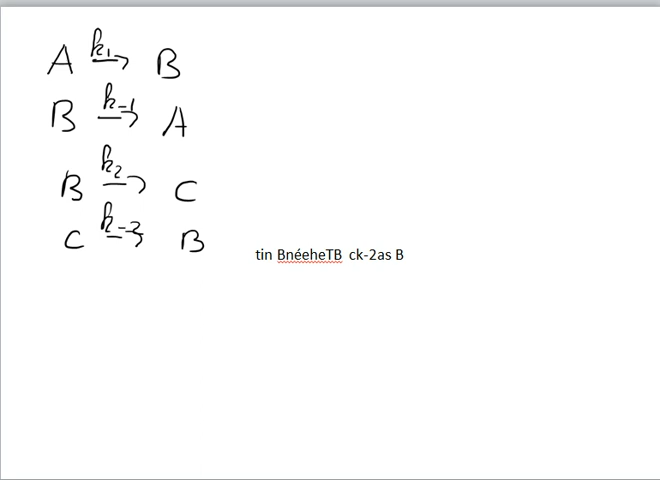 A k₁→ B
B k₋₁→ A
B k₂→ C
C k₋₂→ B
tin BnéeheTB ck-2as B